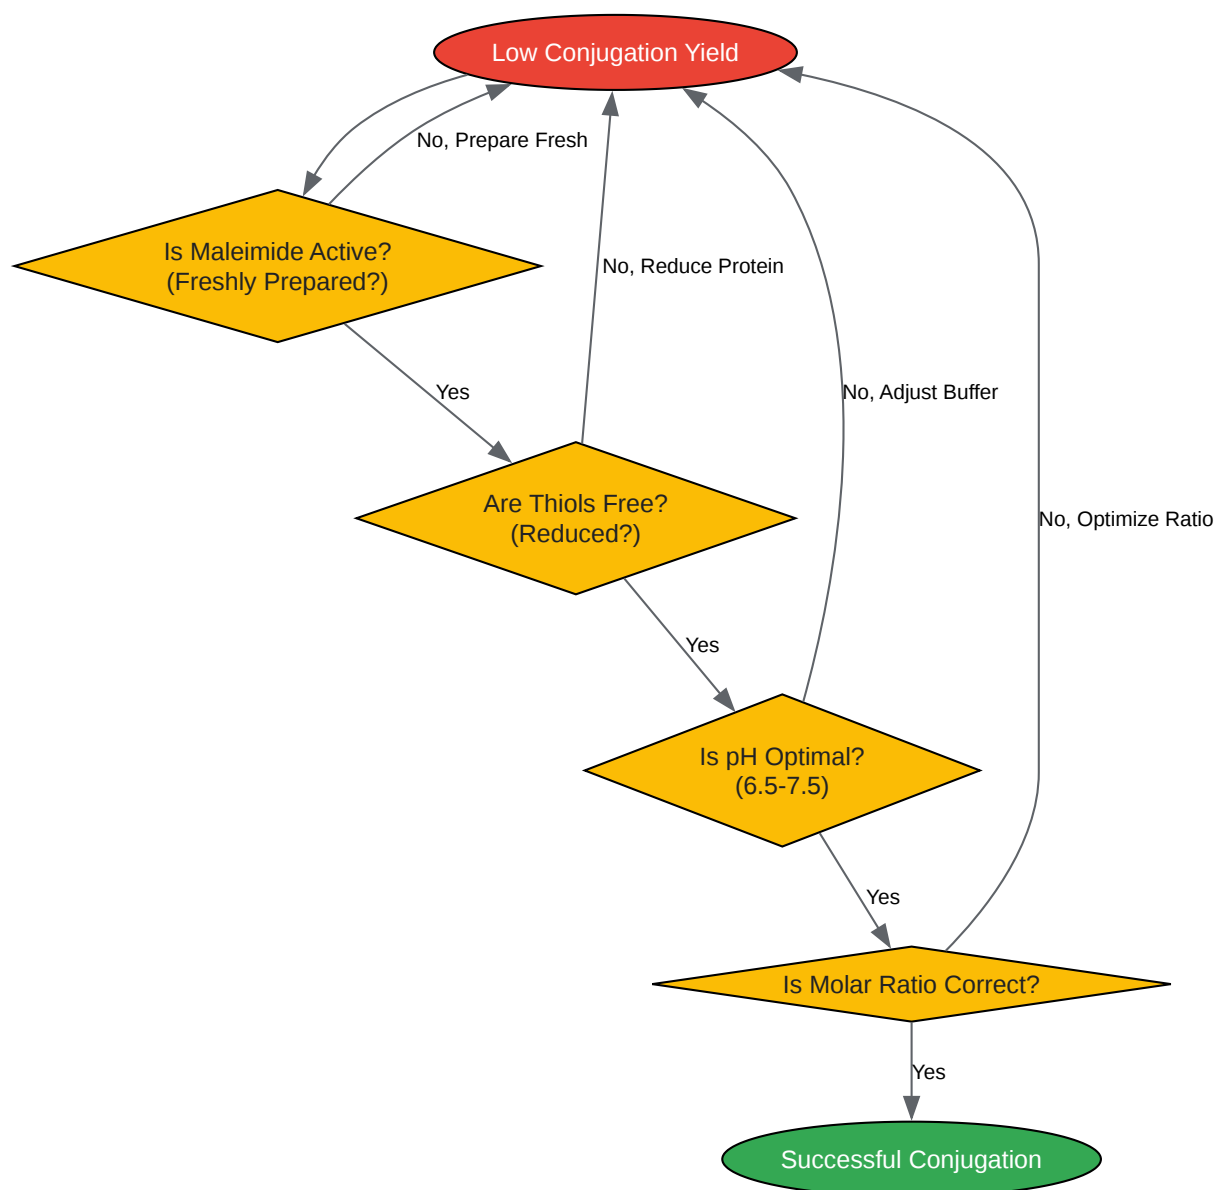 Low Conjugation Yield
No, Prepare Fresh
Is Maleimide Active?
(Freshly Prepared?)
No, Reduce Protein
Yes
No, Adjust Buffer
Are Thiols Free?
(Reduced?)
No, Optimize Ratio
Yes
Is pH Optimal?
(6.5-7.5)
Yes
Is Molar Ratio Correct?
Yes
Successful Conjugation